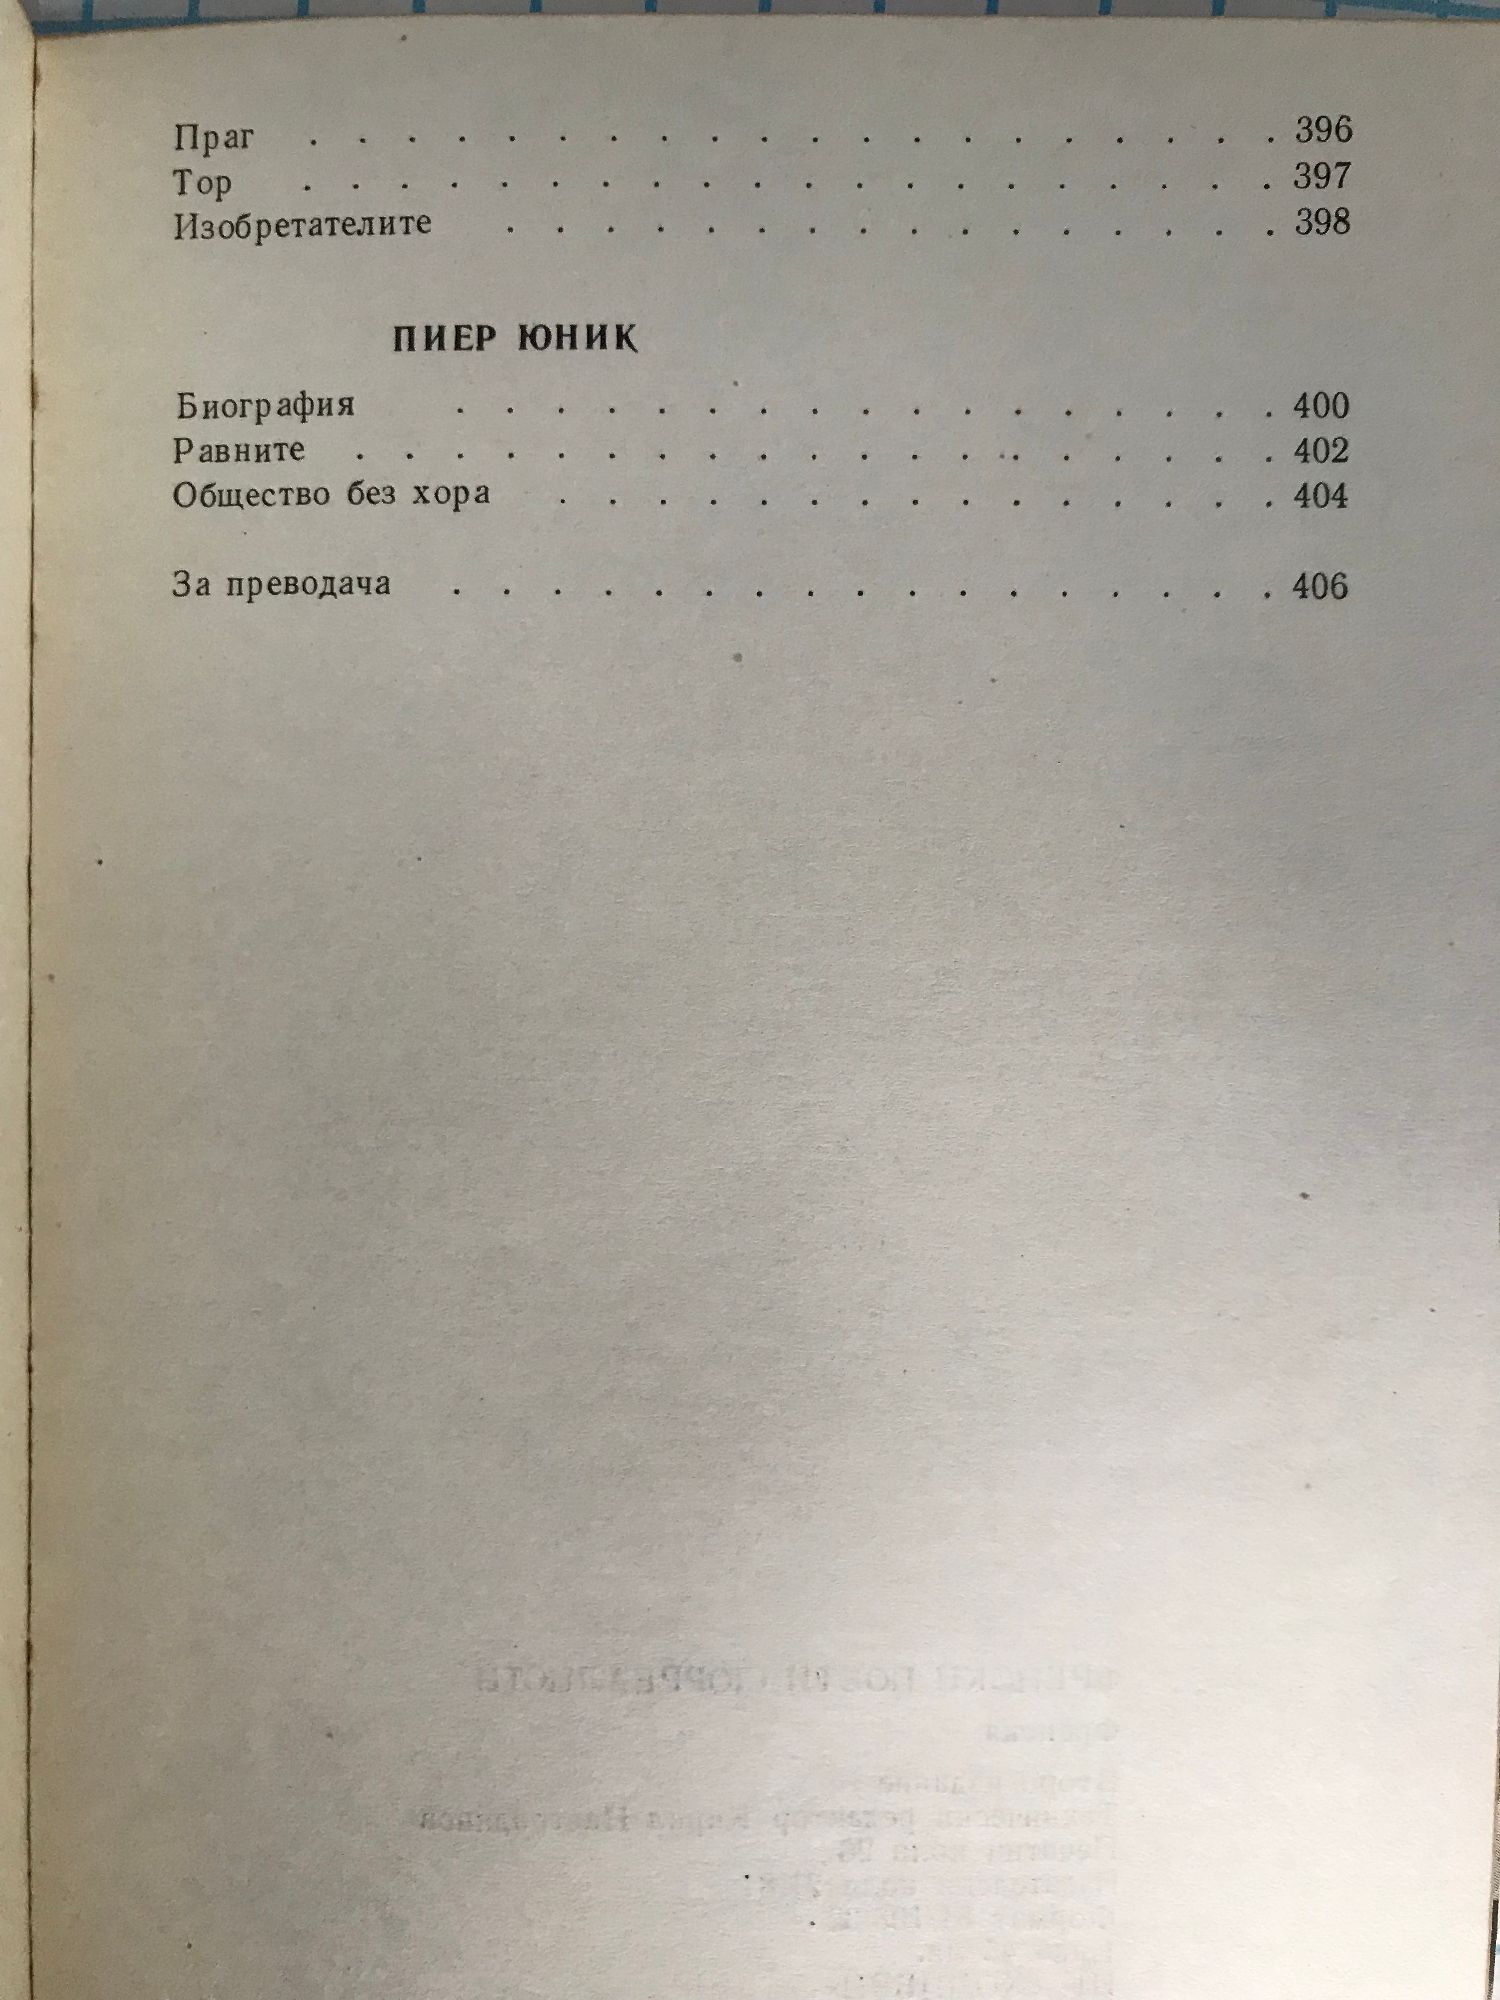 Праг . . . . . . . . . . . . . . . . . . . . 396
Тор . . . . . . . . . . . . . . . . . . . . 397
Изобретателите . . . . . . . . . . . . . . . . 398
ПИЕР ЮНИК
Биография . . . . . . . . . . . . . . . . . 400
Равните . . . . . . . . . . . . . . . . . . . 402
Общество без хора . . . . . . . . . . . . . . . 404
За преводача . . . . . . . . . . . . . . . . . 406